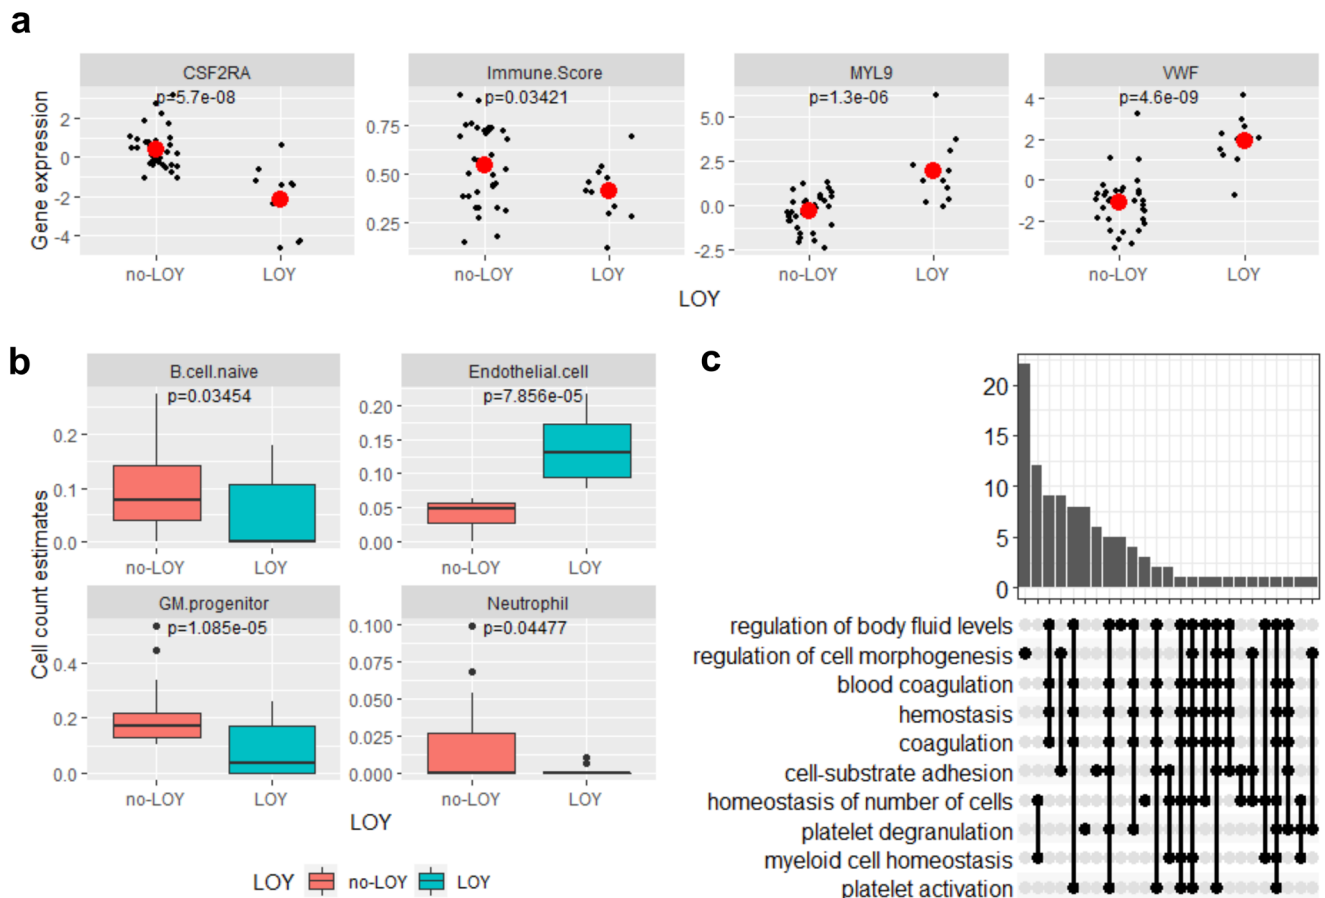 a
CSF2RA
Immune.Score
MYL9
VWF
p=5.7e-08
p=0.03421
p=1.3e-06
p=4.6e-09
Gene expression
2
0
-2
-4
0.75
0.50
0.25
5.0
2.5
0.0
-2.5
4
2
0
-2
no-LOY
LOY
no-LOY
LOY
no-LOY
LOY
no-LOY
LOY
LOY
b
B.cell.naive
Endothelial.cell
p=0.03454
p=7.856e-05
Cell count estimates
0.2
0.1
0.0
0.20
0.15
0.10
0.05
0.00
no-LOY
LOY
no-LOY
LOY
GM.progenitor
Neutrophil
p=1.085e-05
p=0.04477
0.4
0.2
0.0
0.100
0.075
0.050
0.025
0.000
no-LOY
LOY
no-LOY
LOY
LOY
LOY
no-LOY
LOY
c
20
15
10
5
0
regulation of body fluid levels
regulation of cell morphogenesis
blood coagulation
hemostasis
coagulation
cell-substrate adhesion
homeostasis of number of cells
platelet degranulation
myeloid cell homeostasis
platelet activation